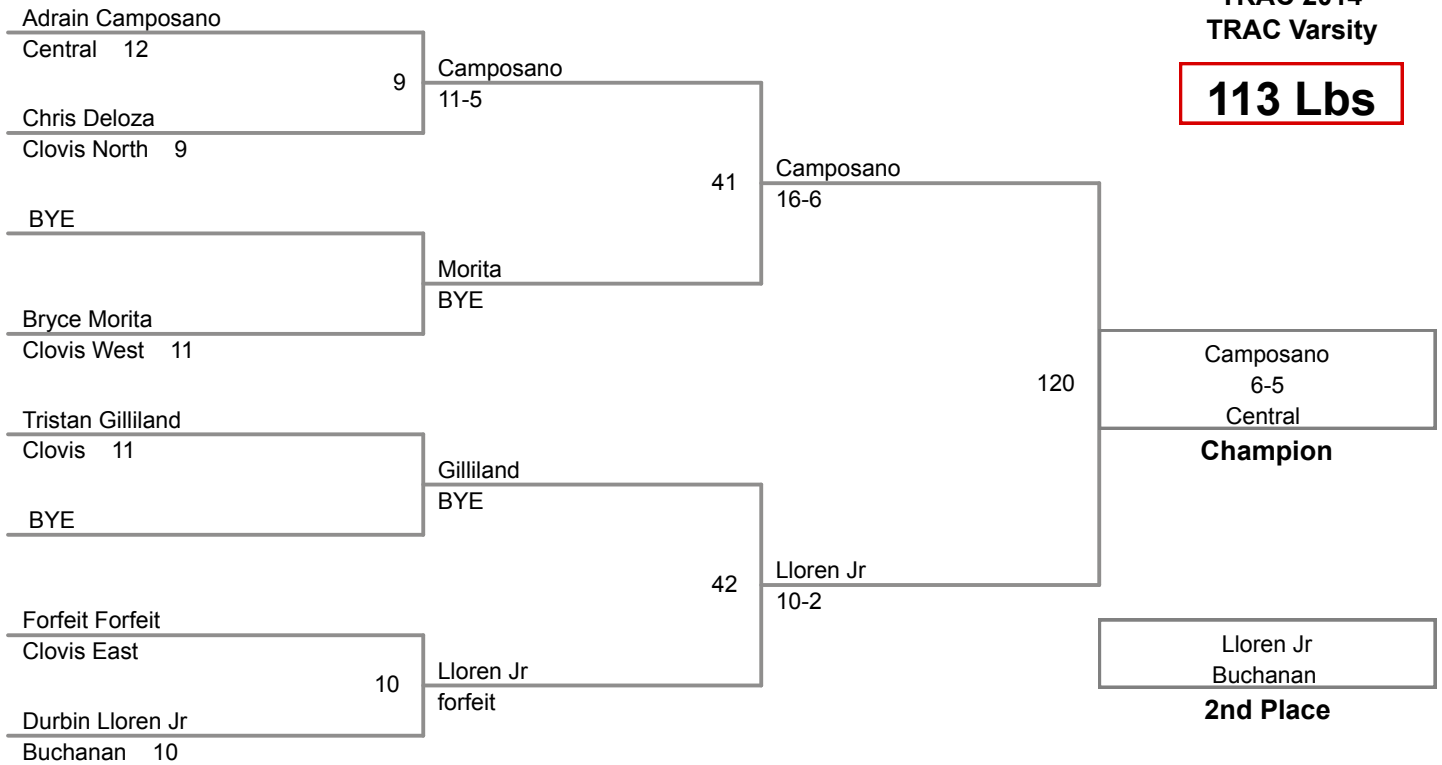 TRAC 2014
TRAC Varsity
113 Lbs
Adrain Camposano
Central 12
9
Chris Deloza
Clovis North 9
BYE
Bryce Morita
Clovis West 11
Tristan Gilliland
Clovis 11
BYE
Forfeit Forfeit
Clovis East
10
Durbin Lloren Jr
Buchanan 10
Camposano
11-5
41
Morita
BYE
Gilliland
BYE
42
Lloren Jr
forfeit
Camposano
16-6
120
Lloren Jr
10-2
Camposano
6-5
Central
Champion
Lloren Jr
Buchanan
2nd Place